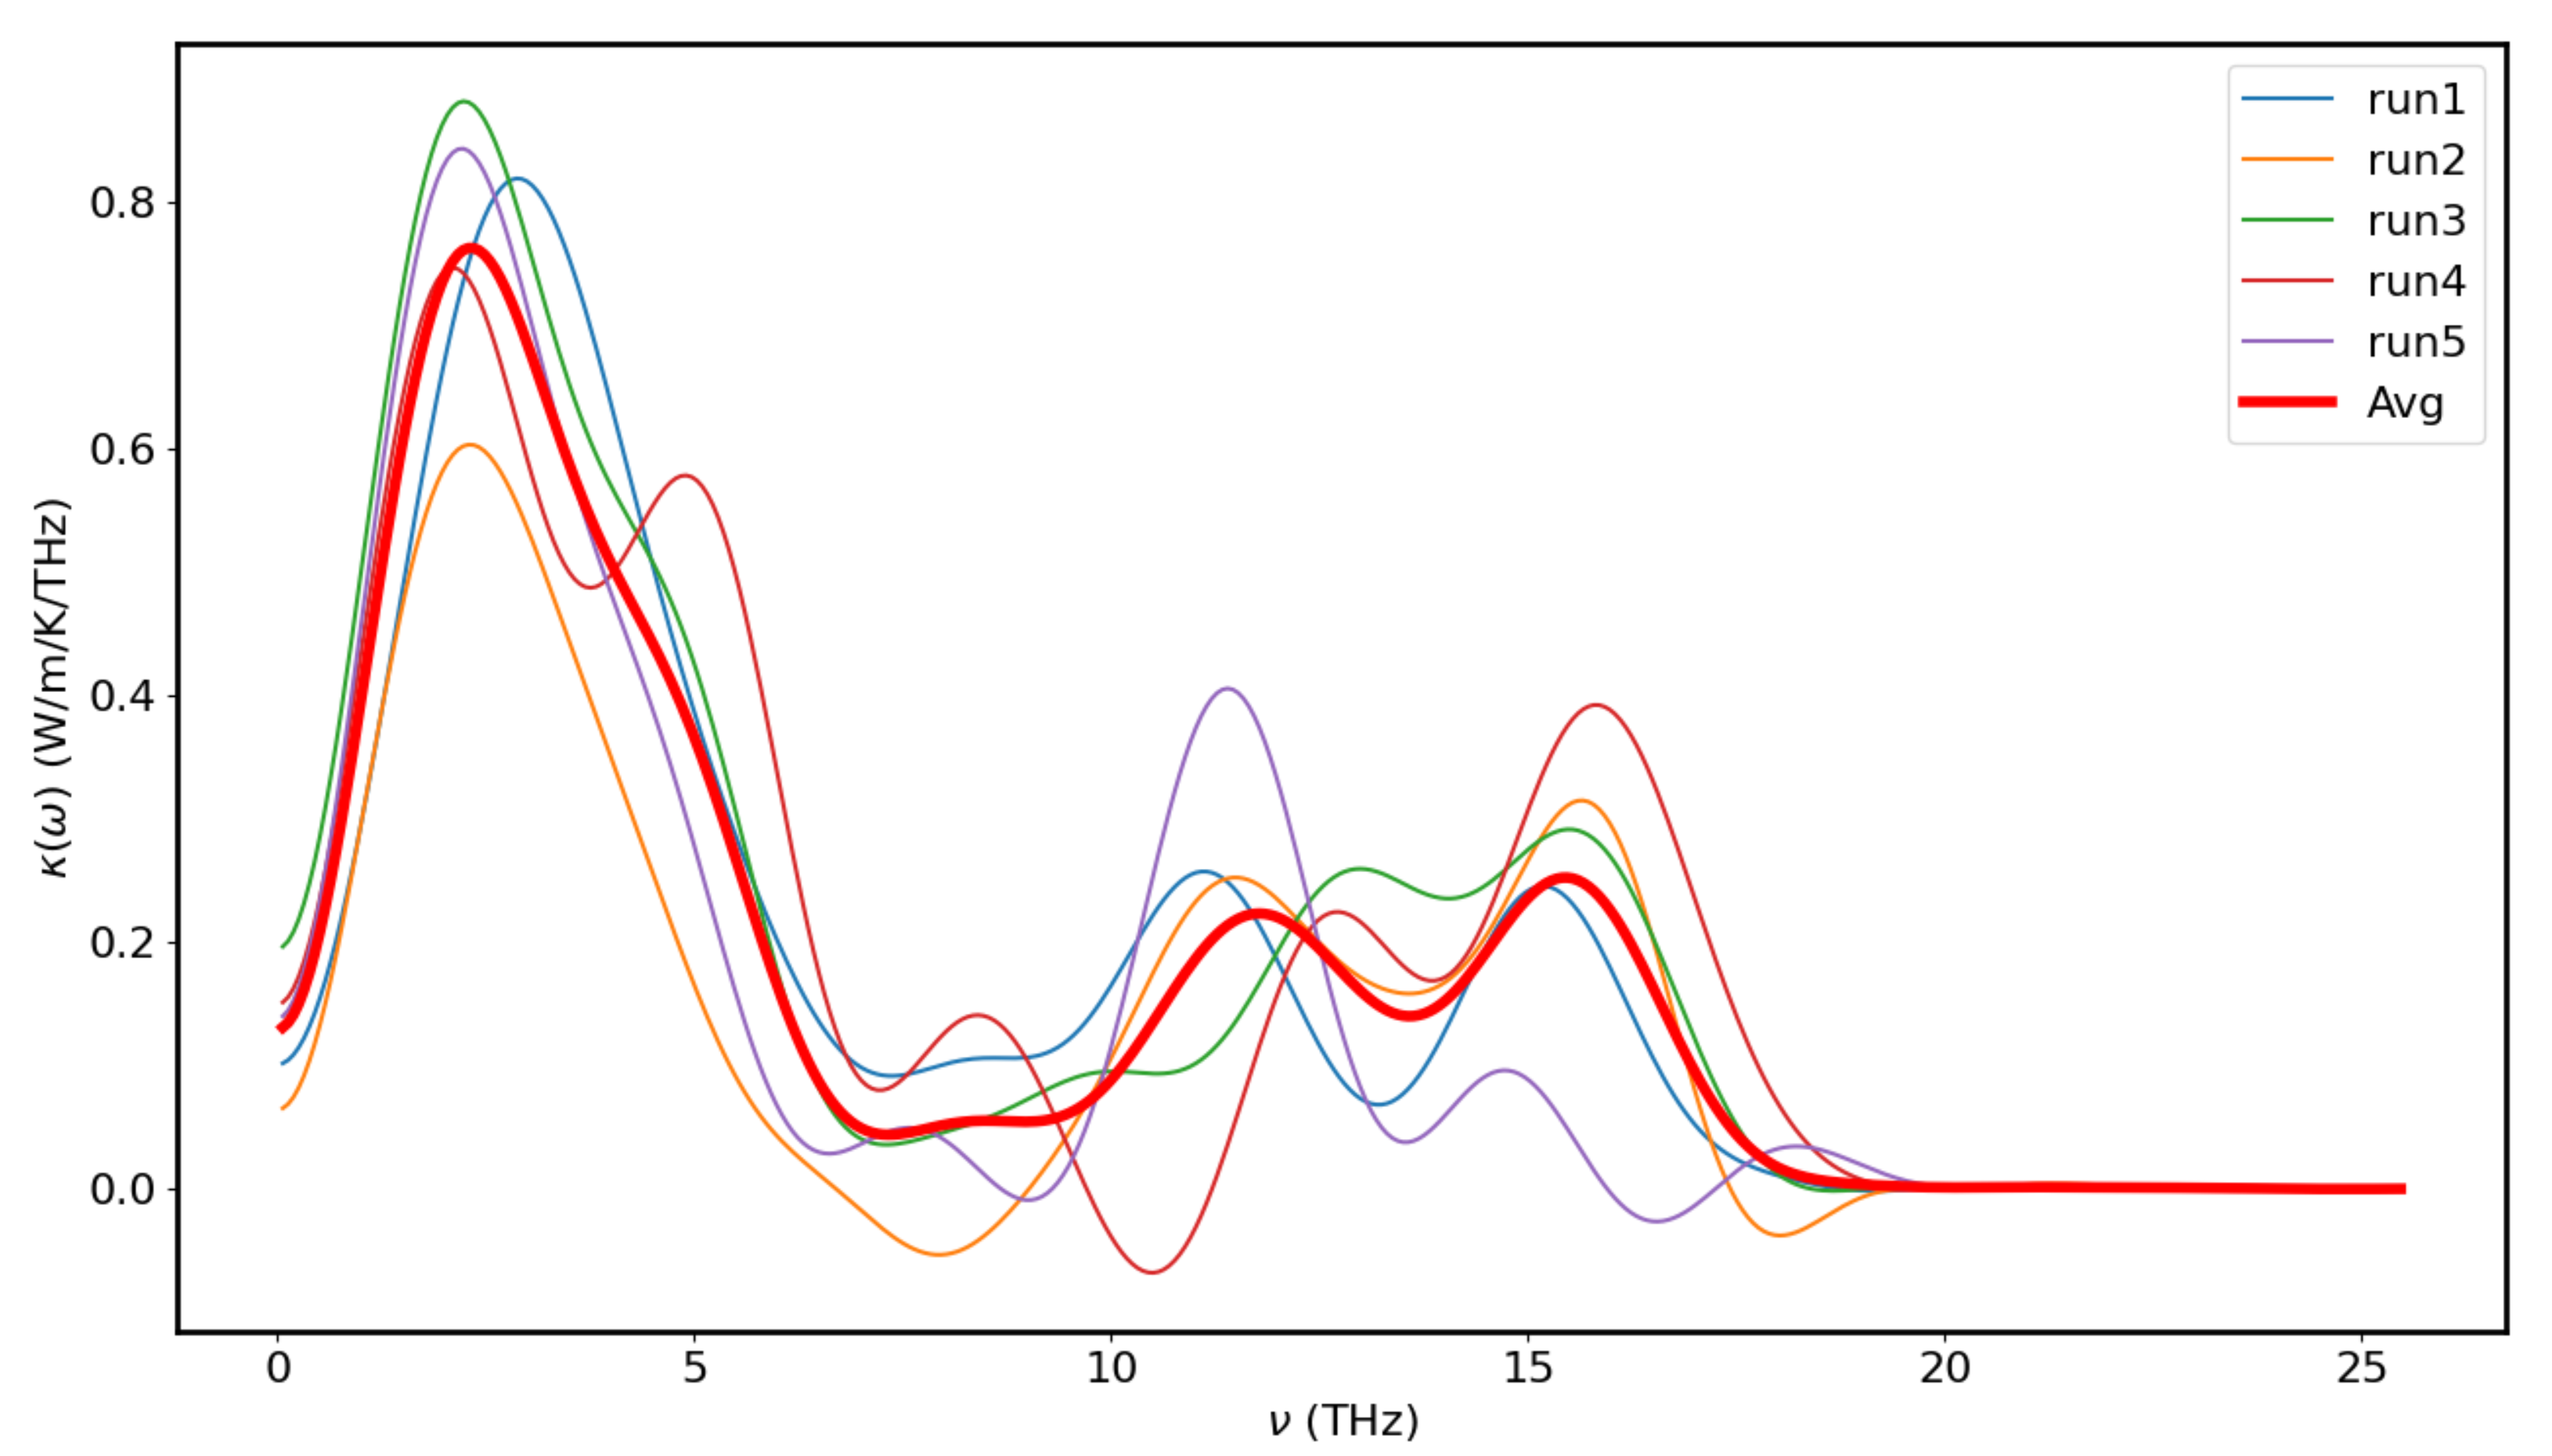 run1
run2
run3
run4
run5
Avg
0.8
0.6
0.4
0.2
0.0
κ(ω) (W/m/K/THz)
0 5 10 15 20 25
ν (THz)